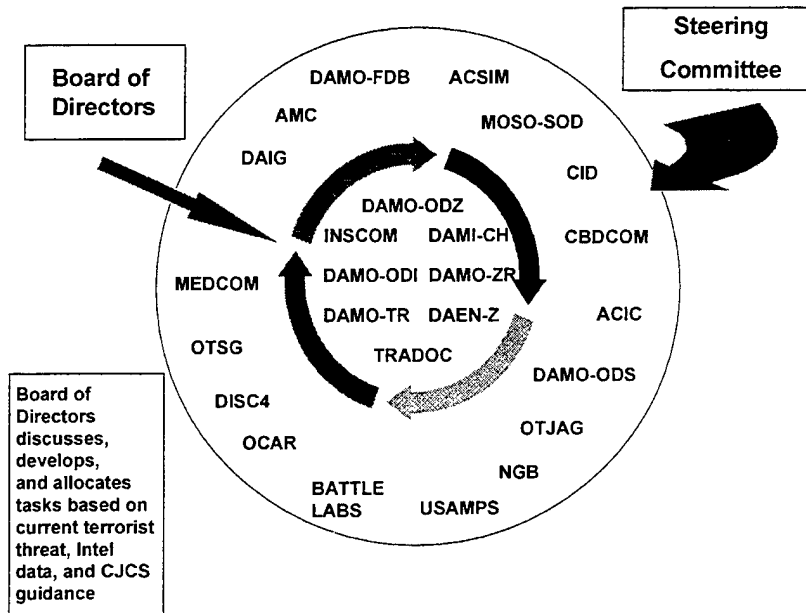 Steering
Committee
Board of
Directors
DAMO-FDB
ACSIM
AMC
MOSO-SOD
DAIG
CID
DAMO-ODZ
INSCOM
DAMI-CH
CBDCOM
MEDCOM
DAMO-ODI
DAMO-ZR
DAMO-TR
DAEN-Z
ACIC
OTSG
TRADOC
DAMO-ODS
DISC4
OTJAG
OCAR
NGB
BATTLE
LABS
USAMPS
Board of
Directors
discusses,
develops,
and allocates
tasks based on
current terrorist
threat, Intel
data, and CJCS
guidance